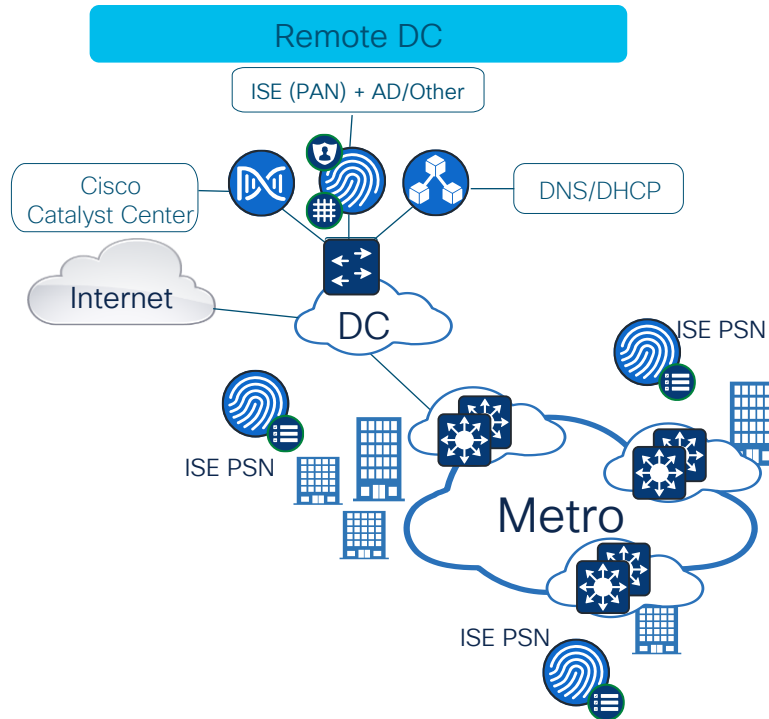 Remote DC
ISE (PAN) + AD/Other
Cisco
Catalyst Center
DNS/DHCP
Internet
DC
ISE PSN
ISE PSN
Metro
ISE PSN